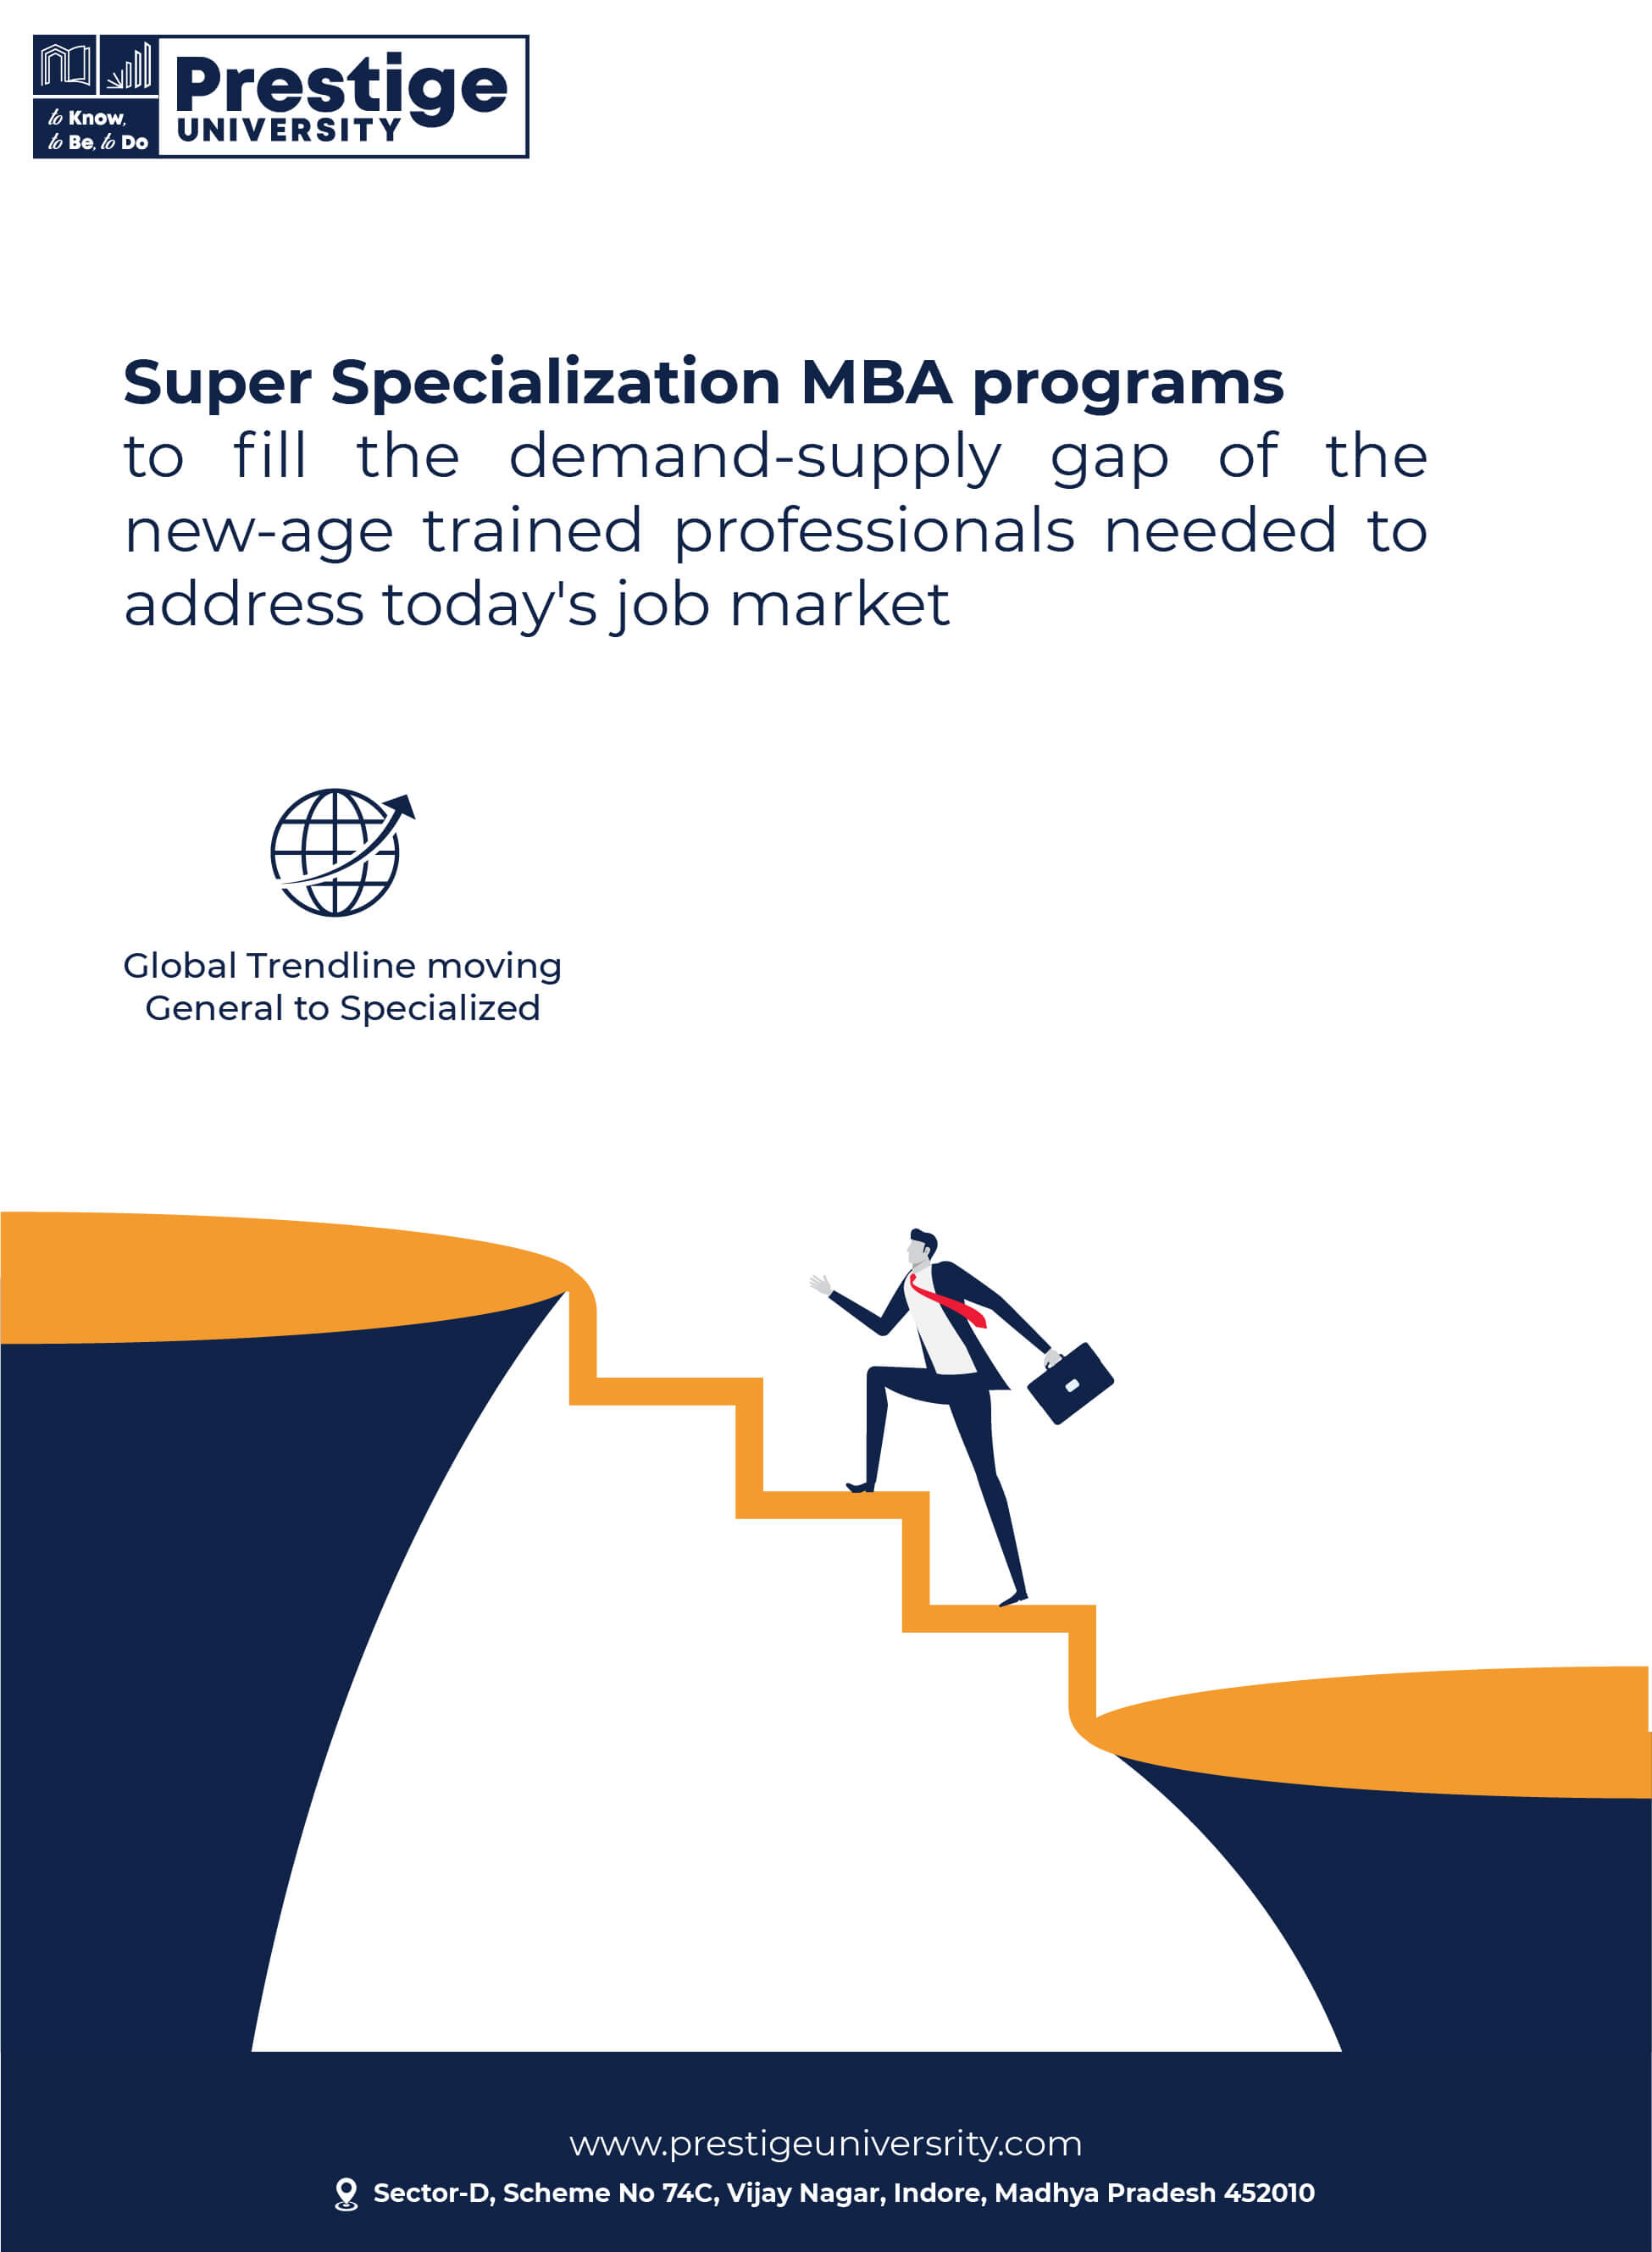 to Know,
to Be, to Do
Prestige
UNIVERSITY
Super Specialization MBA programs
to fill the demand-supply gap of the
new-age trained professionals needed to
address today's job market
Global Trendline moving
General to Specialized
www.prestigeuniversrity.com
Sector-D, Scheme No 74C, Vijay Nagar, Indore, Madhya Pradesh 452010